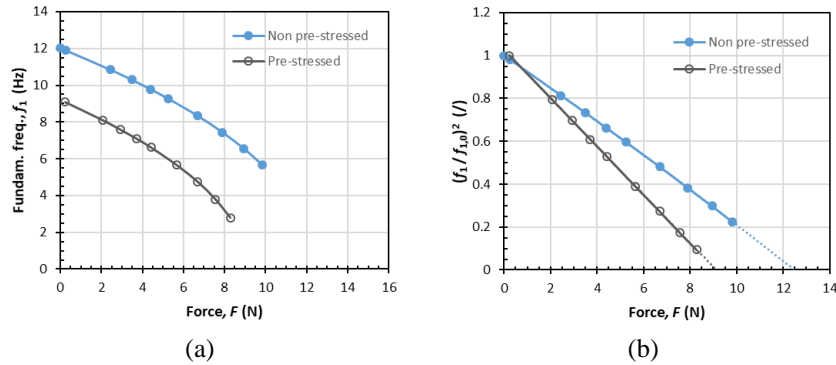 16
14
12
10
8
6
4
2
0
Fundam. freq., f1 (Hz)
Non pre-stressed
Pre-stressed
0 2 4 6 8 10 12 14 16
Force, F (N)
(a)
1.2
1
0.8
0.6
0.4
0.2
0
(f1 / f1,0)² (/)
Non pre-stressed
Pre-stressed
0 2 4 6 8 10 12 14
Force, F (N)
(b)